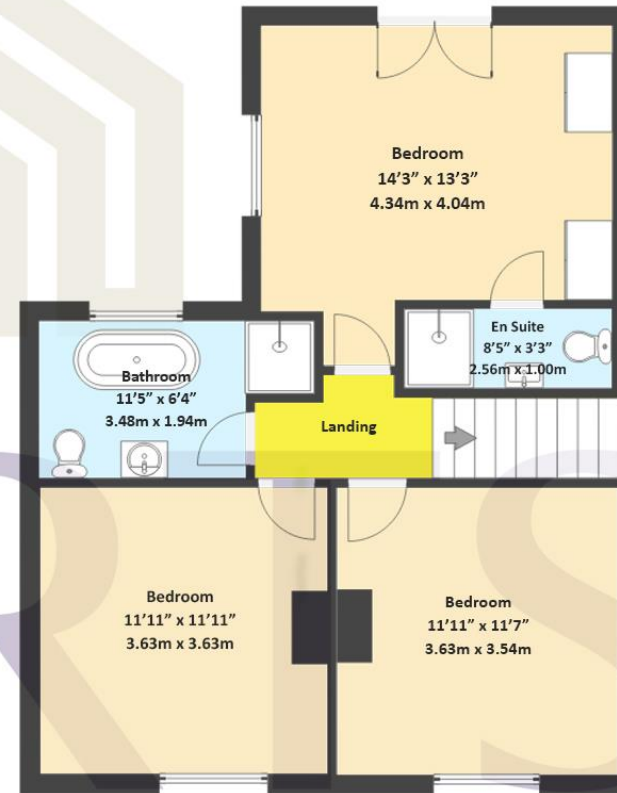 Bedroom
14’3” x 13’3”
4.34m x 4.04m
En Suite
8’5” x 3’3”
2.56m x 1.00m
Bathroom
11’5” x 6’4”
3.48m x 1.94m
Landing
Bedroom
11’11” x 11’11”
3.63m x 3.63m
Bedroom
11’11” x 11’7”
3.63m x 3.54m